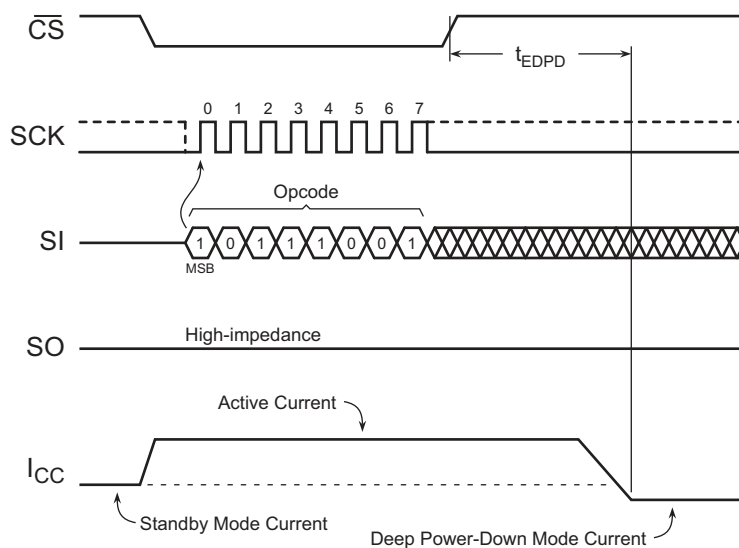 CS
tEDPD
0 1 2 3 4 5 6 7
SCK
Opcode
SI
1 0 1 1 1 0 0 1
MSB
High-impedance
SO
Active Current
ICC
Standby Mode Current
Deep Power-Down Mode Current